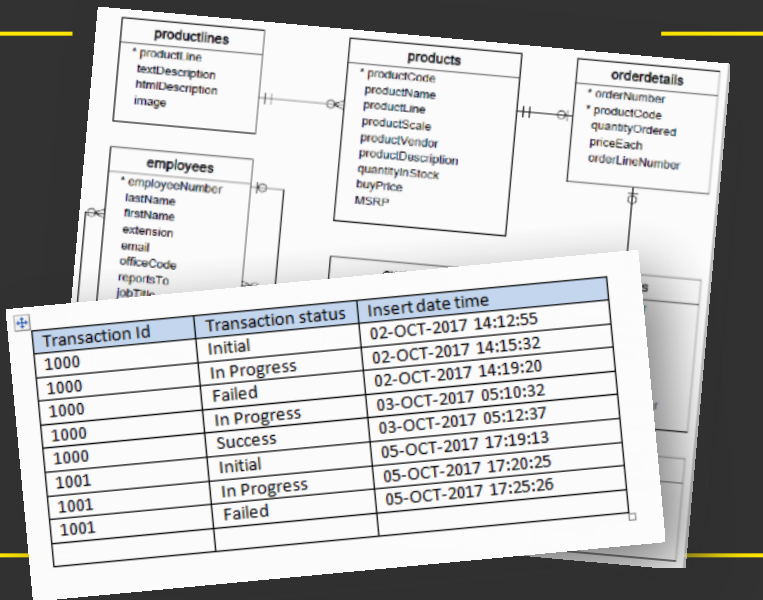 productlines
* productLine
textDescription
htmlDescription
image
products
* productCode
productName
productLine
productScale
productVendor
productDescription
quantityInStock
buyPrice
MSRP
orderdetails
* orderNumber
* productCode
quantityOrdered
priceEach
orderLineNumber
employees
* employeeNumber
lastName
firstName
extension
email
officeCode
reportsTo
s
Transaction Id Transaction status Insert date time
1000 Initial 02-OCT-2017 14:12:55
1000 In Progress 02-OCT-2017 14:15:32
1000 Failed 02-OCT-2017 14:19:20
1000 In Progress 03-OCT-2017 05:10:32
1000 Success 03-OCT-2017 05:12:37
1001 Initial 05-OCT-2017 17:19:13
1001 In Progress 05-OCT-2017 17:20:25
1001 Failed 05-OCT-2017 17:25:26